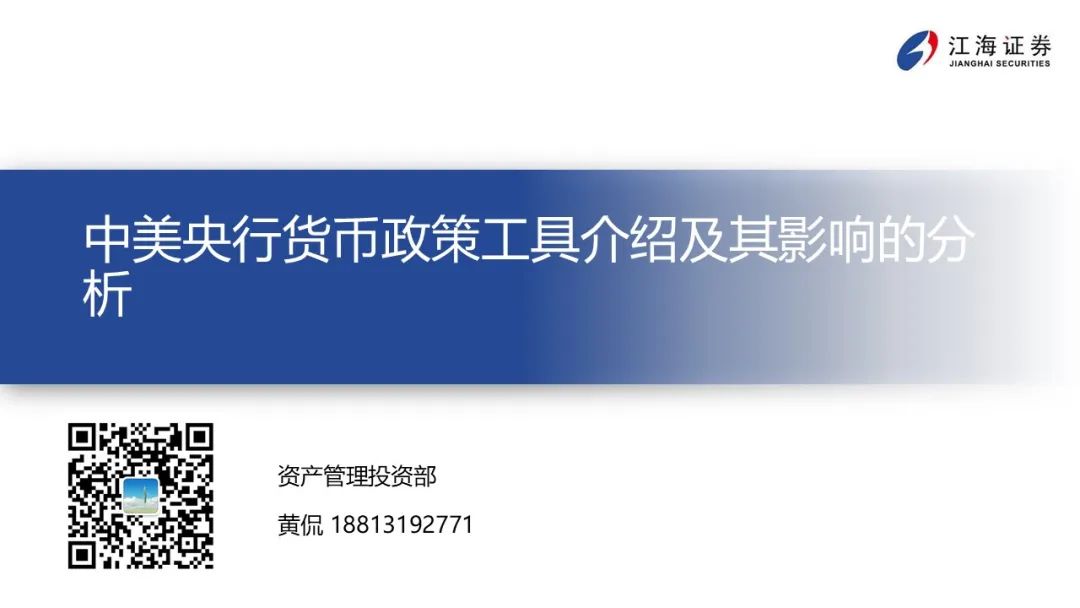 江海证券
JIANGHAI SECURITIES
中美央行货币政策工具介绍及其影响的分
析
资产管理投资部
黄侃 18813192771